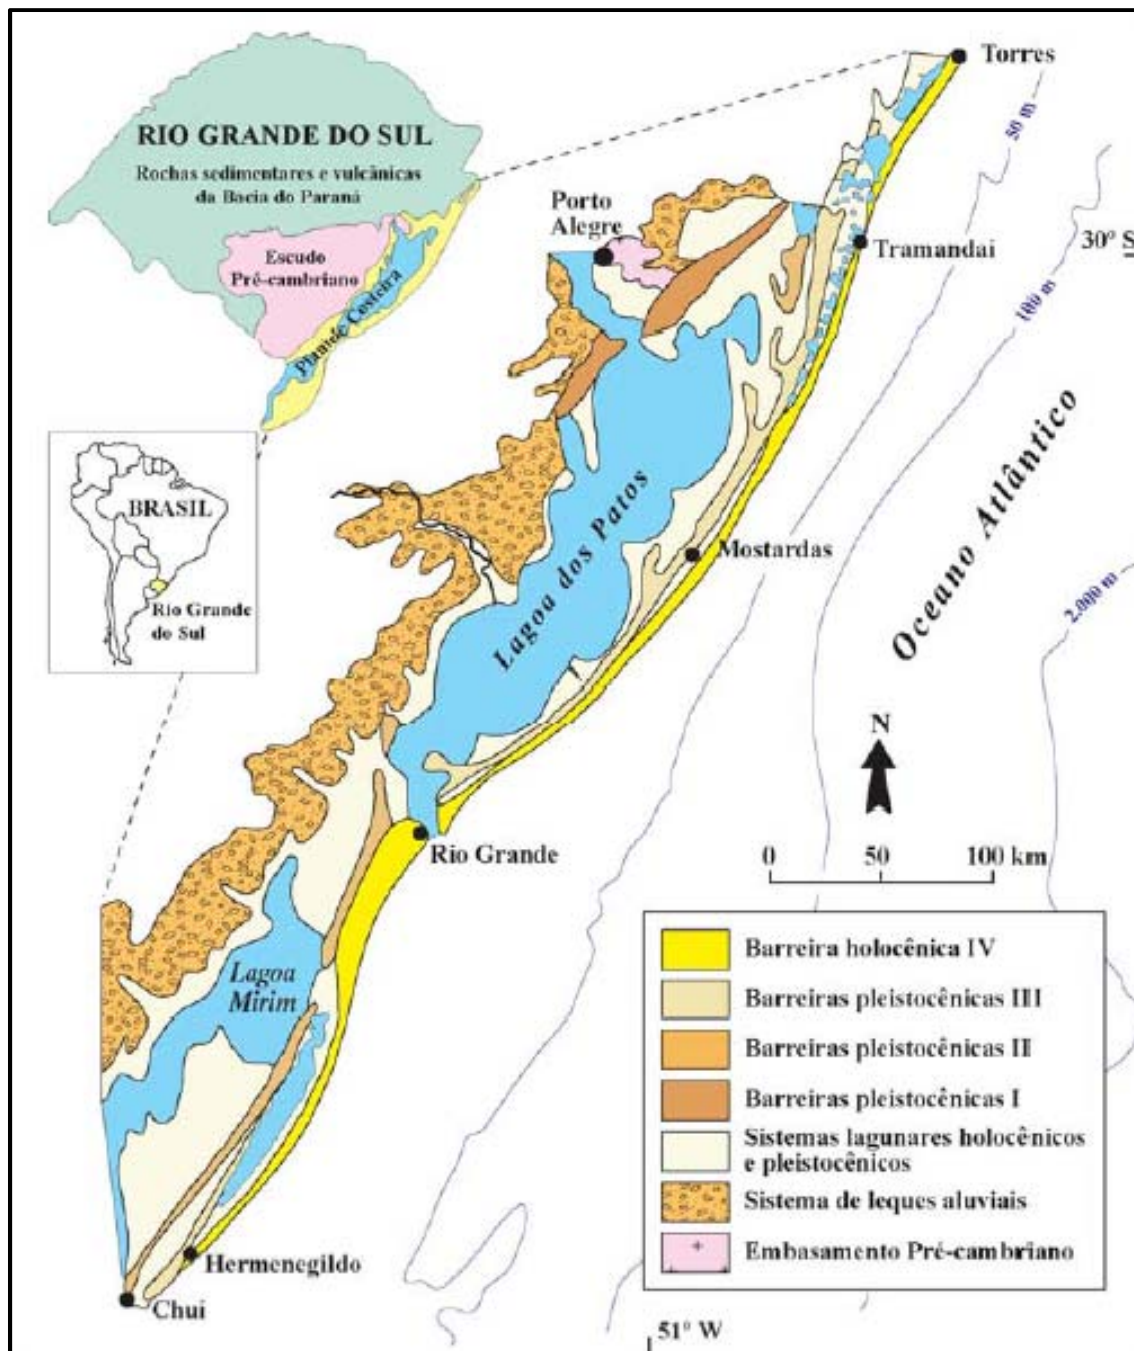 RIO GRANDE DO SUL
Rochas sedimentares e vulcânicas
da Bacia do Paraná
Escudo
Pré-cambriano
Planície Costeira
BRASIL
Rio Grande
do Sul
Torres
50 m
Porto
Alegre
Tramandaí
30° S
100 m
Oceano Atlântico
Lagoa dos Patos
Mostardas
2.000 m
N
Rio Grande
0 50 100 km
Lagoa
Mirim
Hermenegildo
Chuí
Barreira holocênica IV
Barreiras pleistocênicas III
Barreiras pleistocênicas II
Barreiras pleistocênicas I
Sistemas lagunares holocênicos
e pleistocênicos
Sistema de leques aluviais
Embasamento Pré-cambriano
51° W